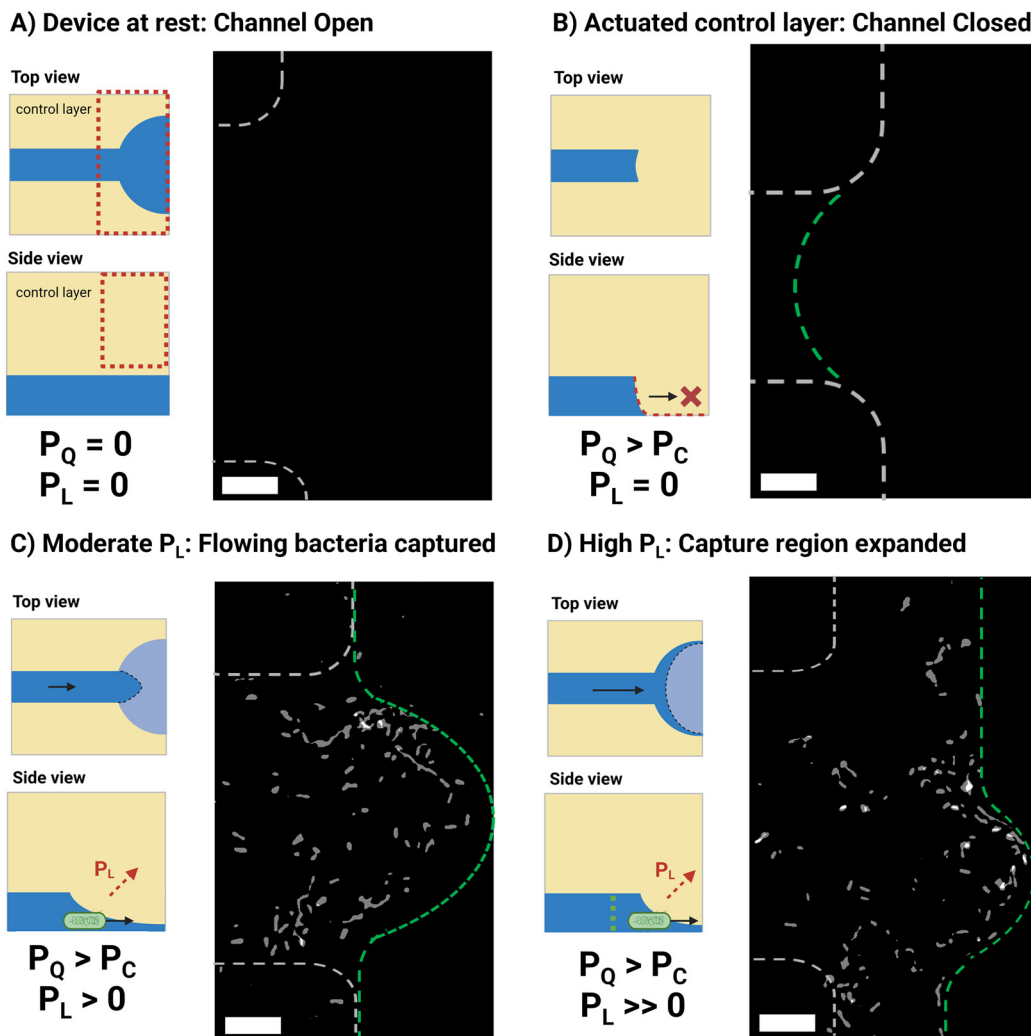 A) Device at rest: Channel Open
Top view
control layer
Side view
control layer
P_Q = 0
P_L = 0
B) Actuated control layer: Channel Closed
Top view
Side view
P_Q > P_C
P_L = 0
C) Moderate P_L: Flowing bacteria captured
Top view
Side view
P_L
P_Q > P_C
P_L > 0
D) High P_L: Capture region expanded
Top view
Side view
P_L
P_Q > P_C
P_L >> 0